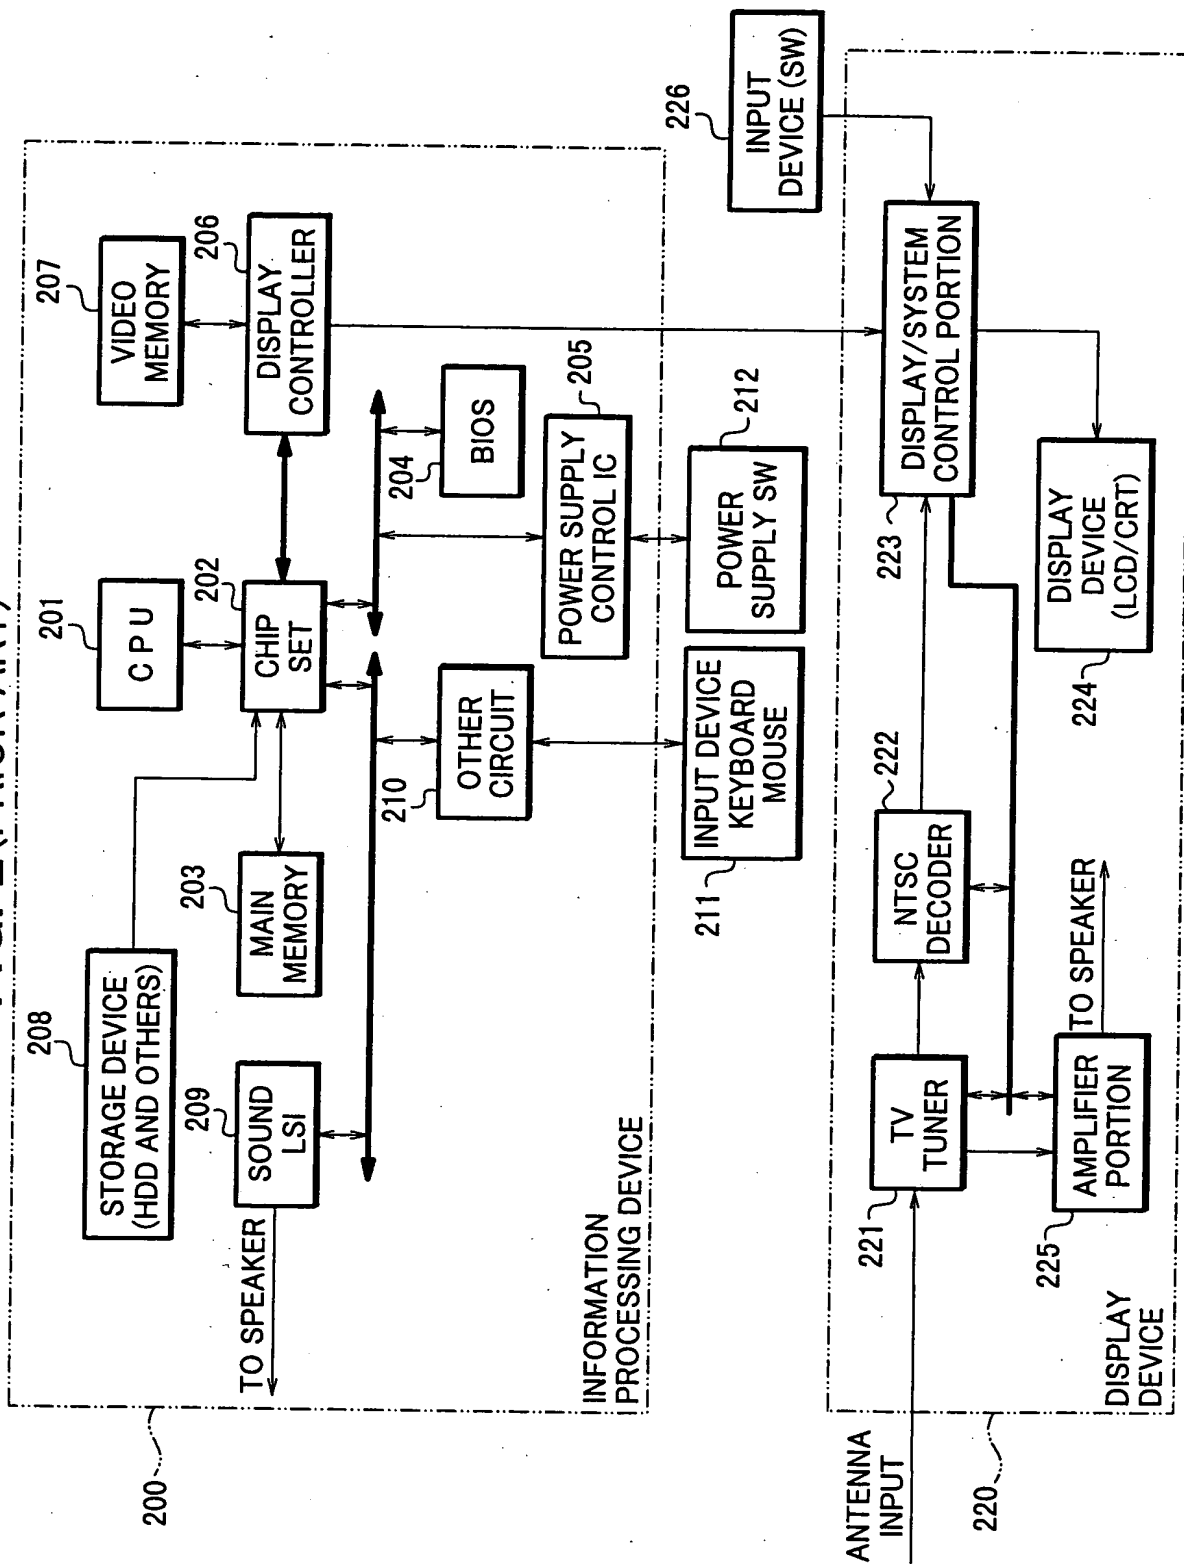 200
INFORMATION
PROCESSING DEVICE
208
STORAGE DEVICE
(HDD AND OTHERS)
209
SOUND
LSI
TO SPEAKER
203
MAIN
MEMORY
201
CPU
202
CHIP
SET
207
VIDEO
MEMORY
206
DISPLAY
CONTROLLER
204
BIOS
205
POWER SUPPLY
CONTROL IC
210
OTHER
CIRCUIT
211
INPUT DEVICE
KEYBOARD
MOUSE
212
POWER
SUPPLY SW
226
INPUT
DEVICE (SW)
220
DISPLAY
DEVICE
ANTENNA
INPUT
221
TV
TUNER
222
NTSC
DECODER
223
DISPLAY/SYSTEM
CONTROL PORTION
225
AMPLIFIER
PORTION
TO SPEAKER
224
DISPLAY
DEVICE
(LCD/CRT)